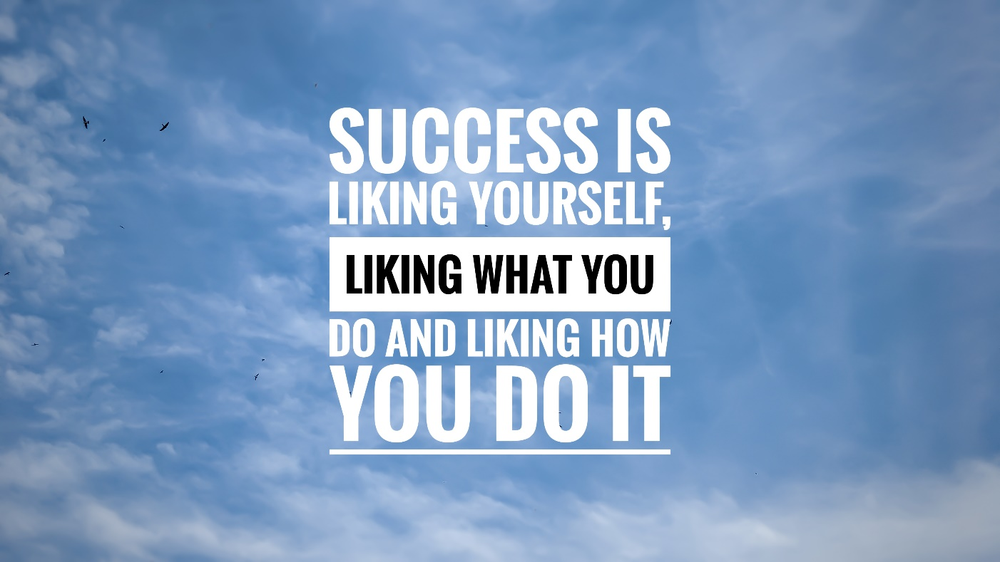 SUCCESS IS
LIKING YOURSELF,
LIKING WHAT YOU
DO AND LIKING HOW
YOU DO IT